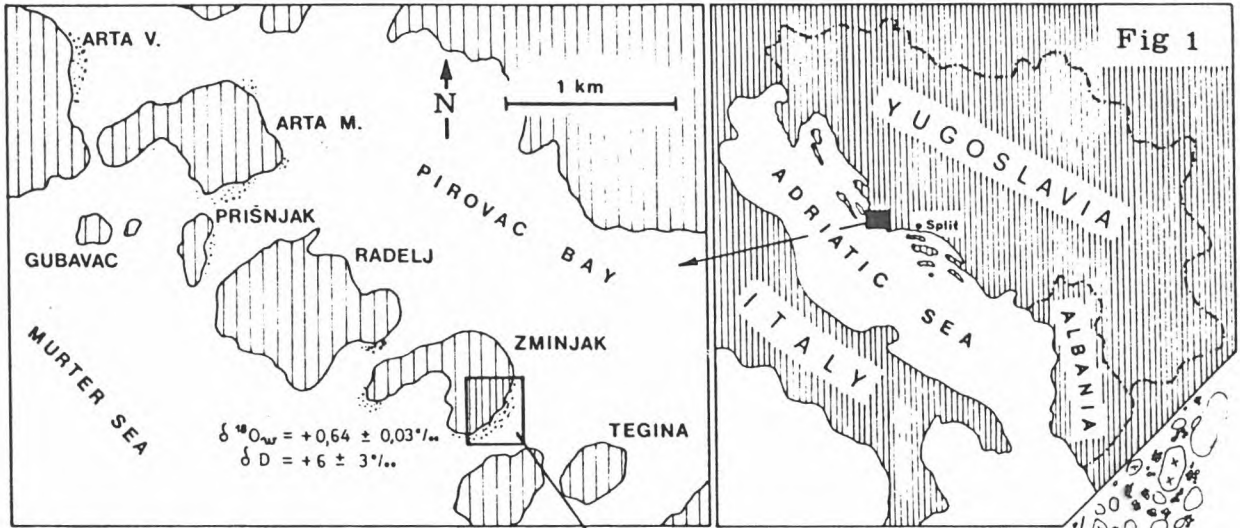 ARTA V.
ARTA M.
N
1 km
PIROVAC BAY
PRIŠNJAK
GUBAVAC
RADELJ
MURTER SEA
ZMINJAK
δ ¹⁸Ow = +0,64 ± 0,03‰
δ D = +6 ± 3‰
TEGINA
Fig 1
YUGOSLAVIA
ADRIATIC SEA
Split
ITALY
ALBANIA